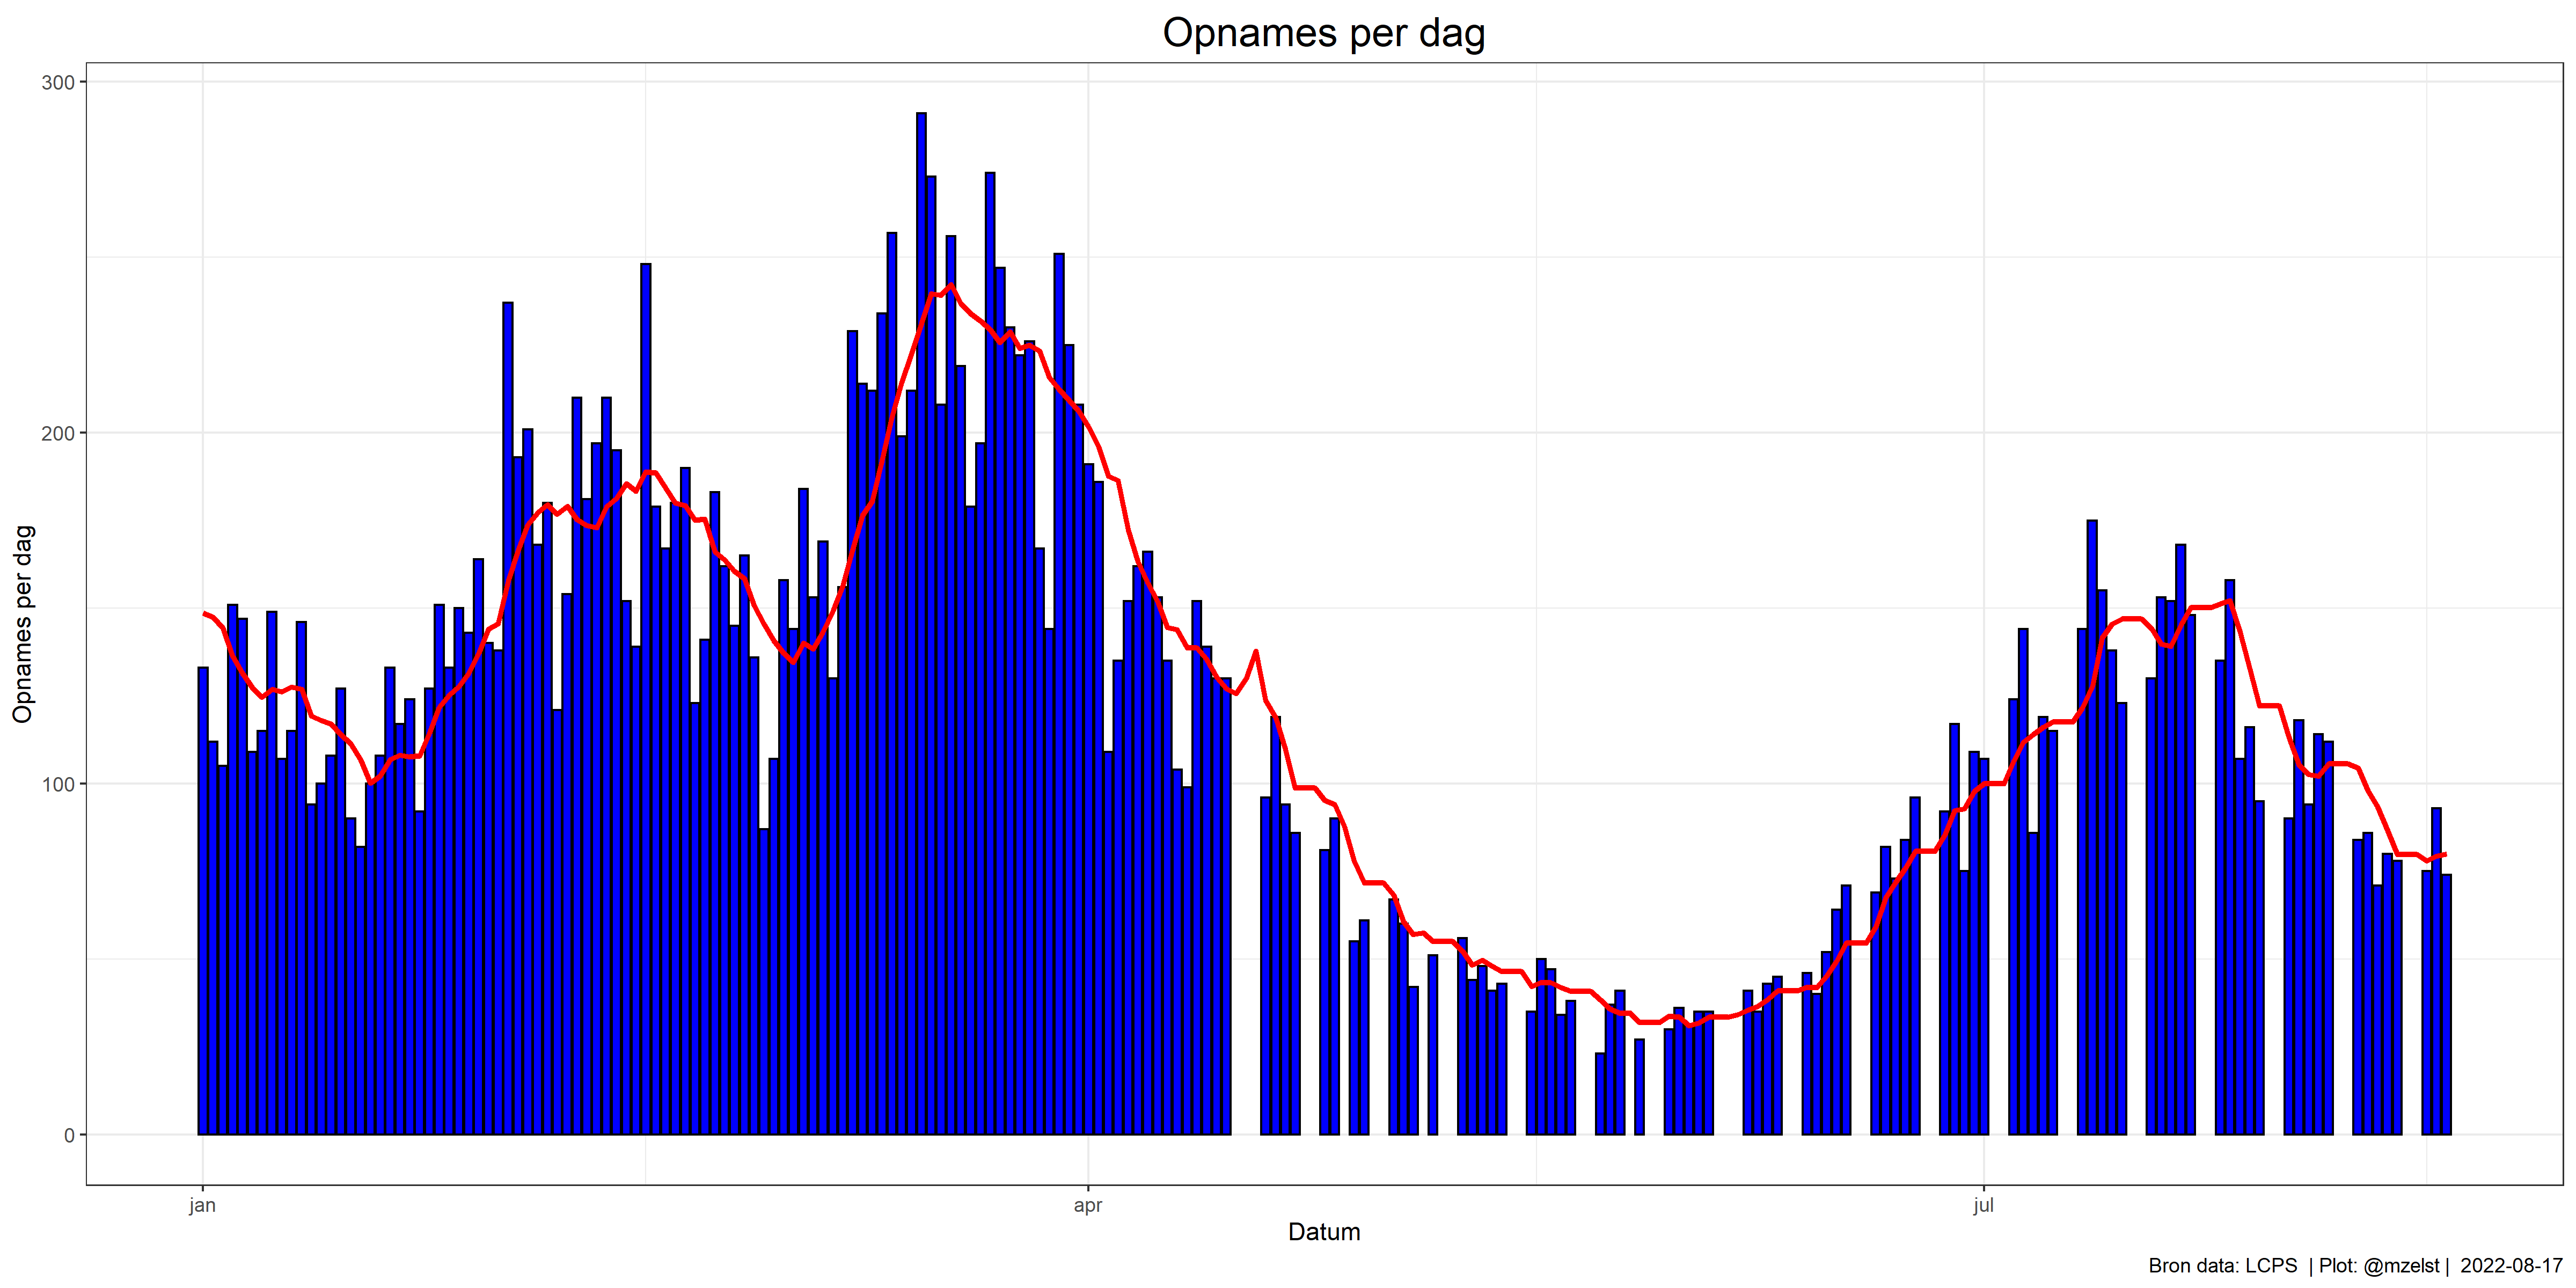 Opnames per dag
300
200
100
0
Opnames per dag
jan
apr
jul
Datum
Bron data: LCPS | Plot: @mzelst | 2022-08-17